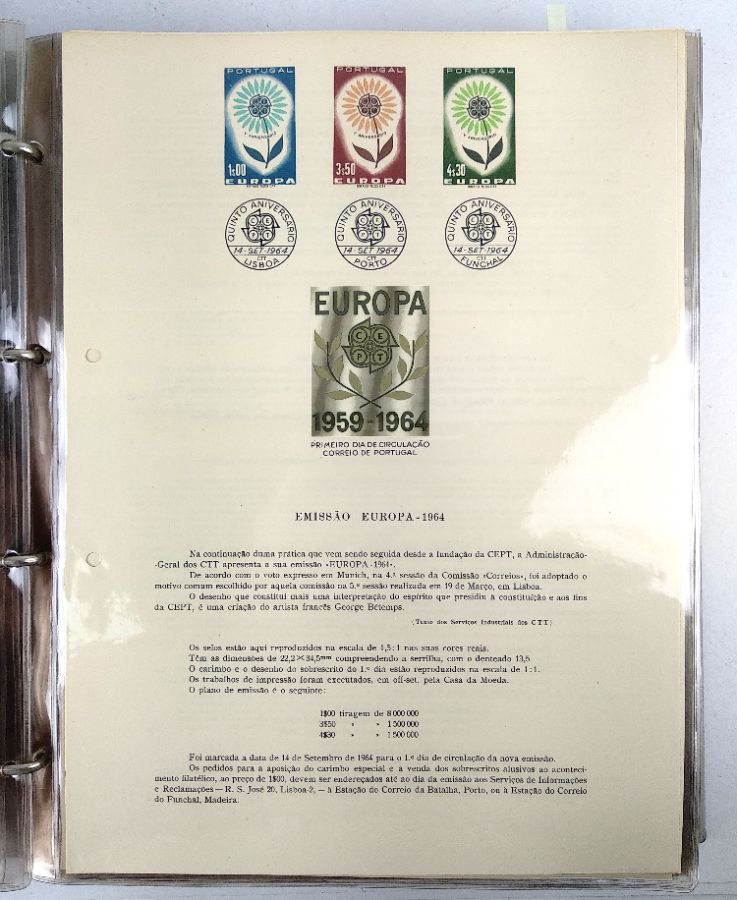 PORTUGAL PORTUGAL PORTUGAL
V ANIVERSÁRIO V ANIVERSÁRIO V ANIVERSÁRIO
1$00 3$50 4$30
EUROPA EUROPA EUROPA
QUINTO ANIVERSÁRIO QUINTO ANIVERSÁRIO QUINTO ANIVERSÁRIO
CEPT CEPT CEPT
14-SET-1964 14-SET-1964 14-SET-1964
CTT CTT CTT
LISBOA PORTO FUNCHAL
EUROPA
CEPT
1959-1964
PRIMEIRO DIA DE CIRCULAÇÃO
CORREIO DE PORTUGAL
EMISSÃO EUROPA-1964
Na continuação duma prática que vem sendo seguida desde a fundação da CEPT, a Administração-
-Geral dos CTT apresenta a sua emissão «EUROPA-1964».
De acordo com o voto expresso em Munich, na 4.ª sessão da Comissão «Correios», foi adoptado o
motivo comum escolhido por aquela comissão na 5.ª sessão realizada em 19 de Março, em Lisboa.
O desenho que constitui mais uma interpretação do espírito que presidiu à constituição e aos fins
da CEPT, é uma criação do artista francês George Bétemps.
(Texto dos Serviços Industriais dos CTT)
Os selos estão aqui reproduzidos na escala de 1,5:1 nas suas cores reais.
Têm as dimensões de 22,2×34,5mm compreendendo a serrilha, com o denteado 13,5
O carimbo e o desenho do sobrescrito do 1.º dia estão reproduzidos na escala de 1:1.
Os trabalhos de impressão foram executados, em off-set, pela Casa da Moeda.
O plano de emissão é o seguinte:
1$00 tiragem de 8 000 000
3$50 » » 1 500 000
4$30 » » 1 500 000
Foi marcada a data de 14 de Setembro de 1964 para o 1.º dia de circulação da nova emissão.
Os pedidos para a aposição do carimbo especial e a venda dos sobrescritos alusivos ao aconteci-
mento filatélico, ao preço de 1$00, devem ser endereçados até ao dia da emissão aos Serviços de Informações
e Reclamações — R. S. José 20, Lisboa-2, — à Estação do Correio da Batalha, Porto, ou à Estação do Correio
do Funchal, Madeira.